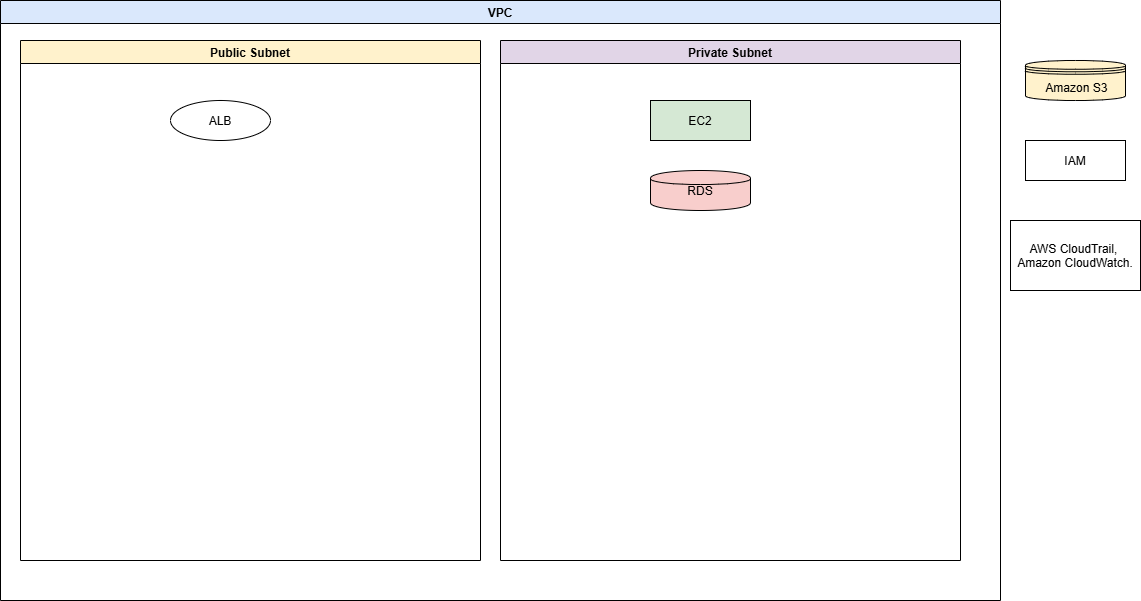 VPC
Public Subnet
Private Subnet
ALB
EC2
RDS
Amazon S3
IAM
AWS CloudTrail,
Amazon CloudWatch.